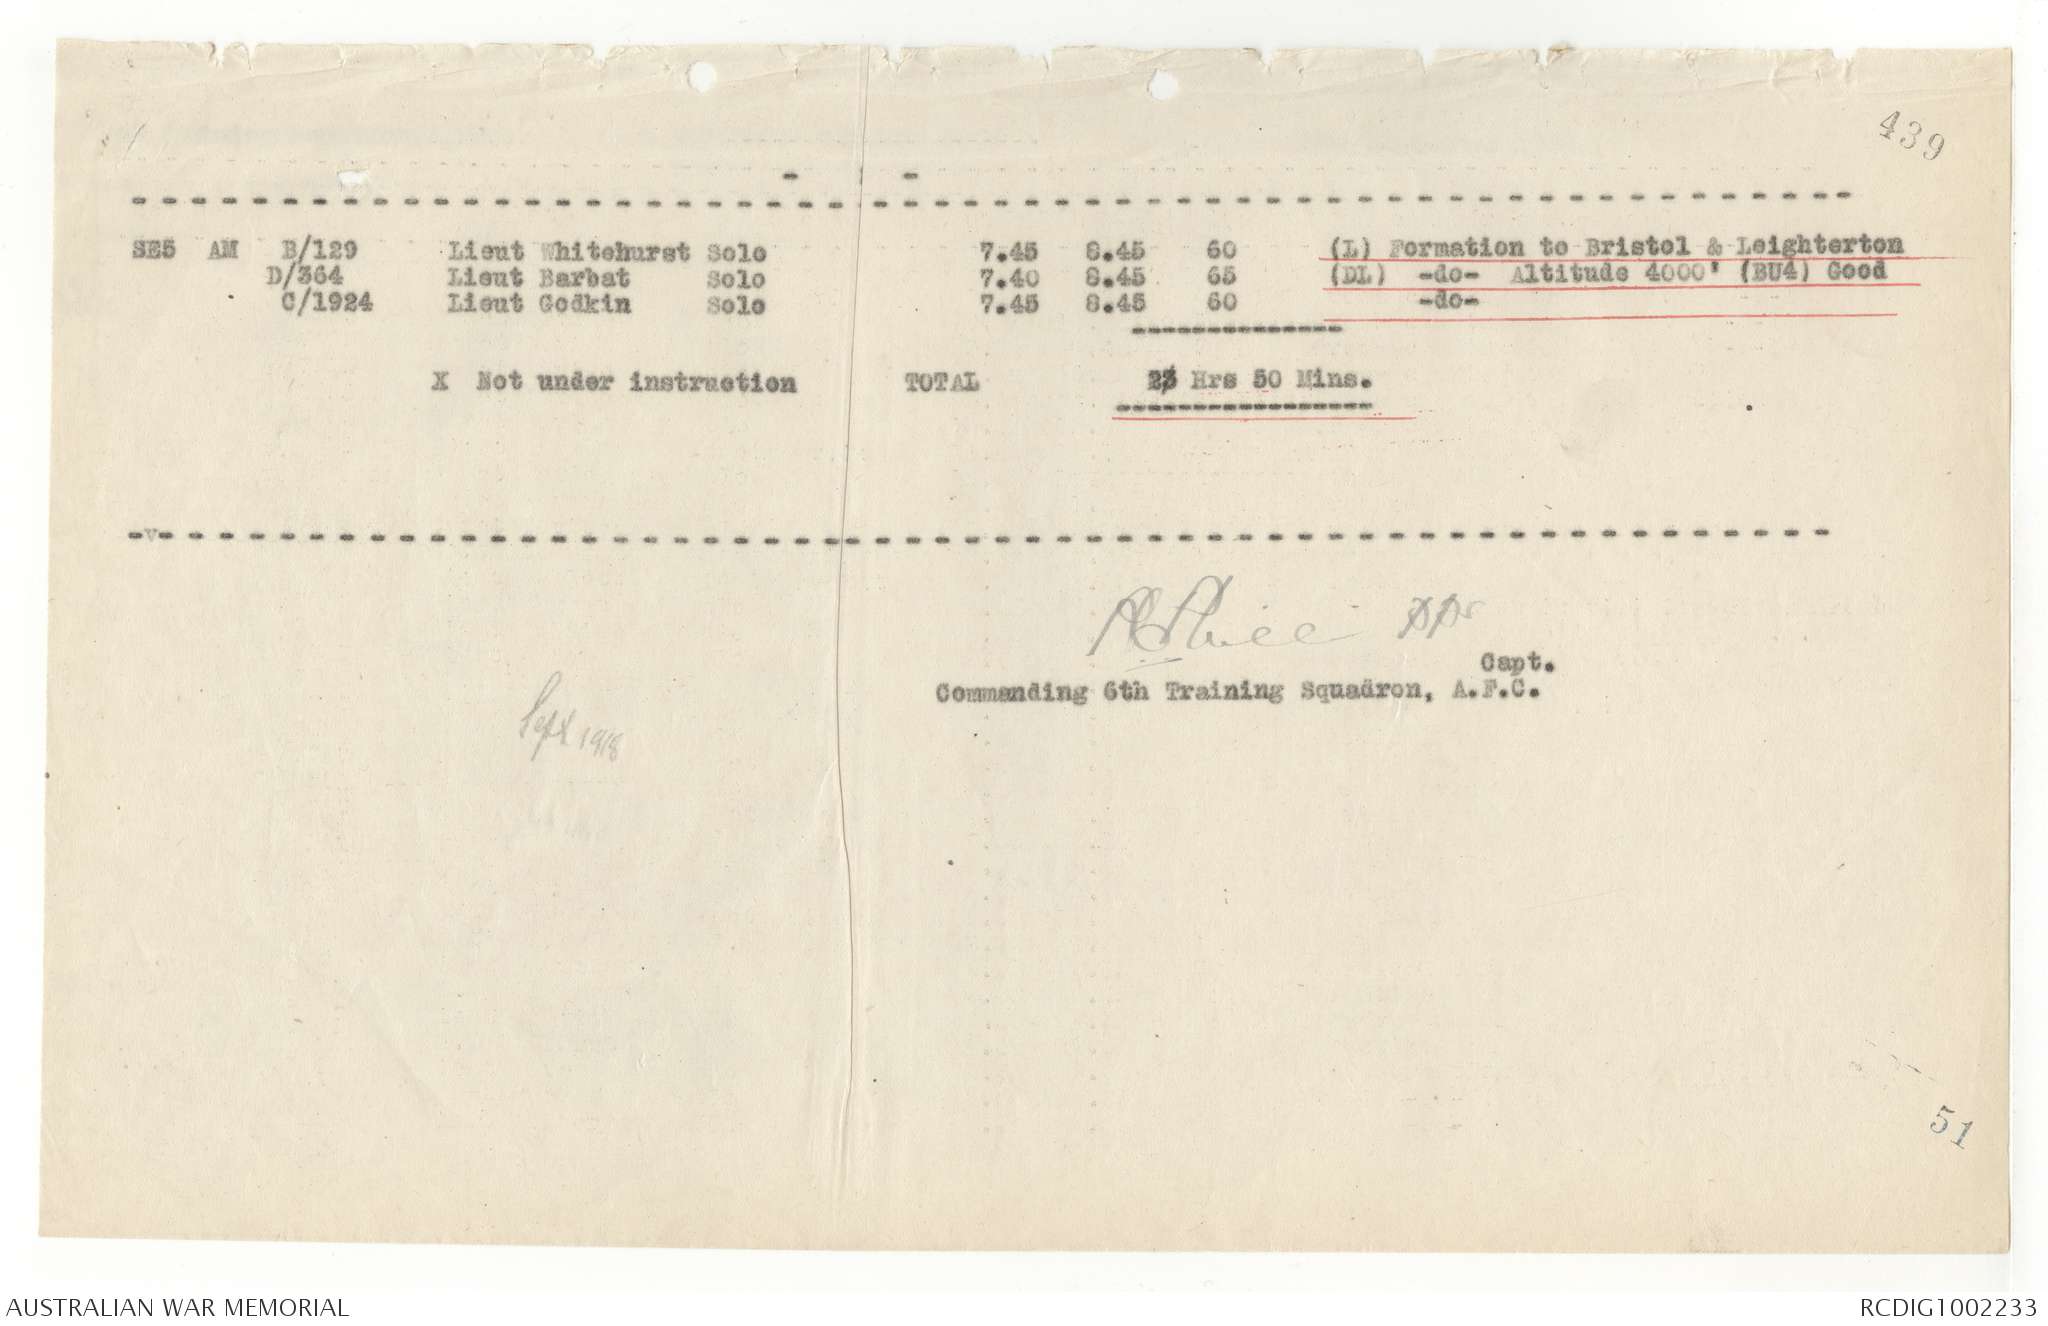 439
SE5 AM B/129 Lieut Whitehurst Solo 7.45 8.45 60 (L) Formation to Bristol & Leighterton
D/364 Lieut Barbat Solo 7.40 8.45 65 (DL) -do- Altitude 4000' (BU4) Good
C/1924 Lieut Godkin Solo 7.45 8.45 60 -do-
X Not under instruction TOTAL 23 Hrs 50 Mins.
Capt.
Commanding 6th Training Squadron, A.F.C.
Sept 1918
51
AUSTRALIAN WAR MEMORIAL RCDIG1002233